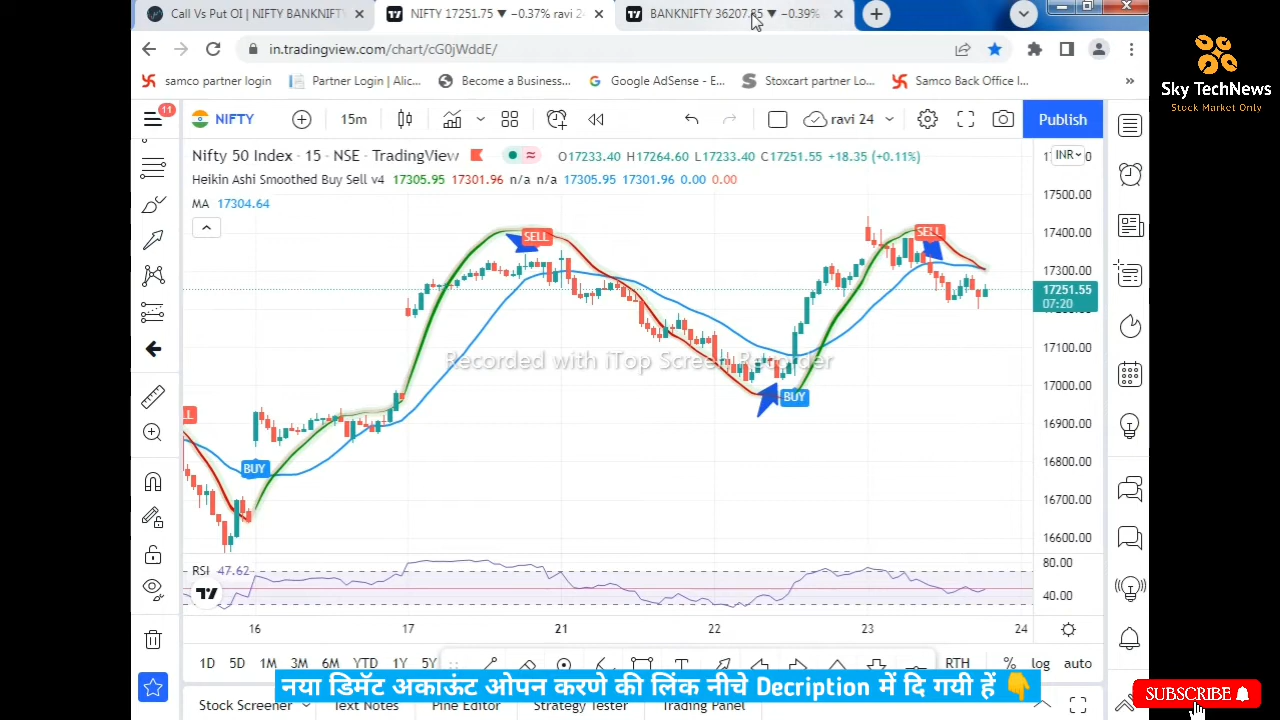 Call Vs Put OI | NIFTY BANKNIFT
NIFTY 17251.75 ▼ −0.37% ravi 2
BANKNIFTY 36207.85 ▼ −0.39%
in.tradingview.com/chart/cG0jWddE/
samco partner login
Partner Login | Alic...
Become a Business...
Google AdSense - E...
Stoxcart partner Lo...
Samco Back Office I...
»
Sky TechNews
Stock Market Only
11
NIFTY
15m
ravi 24
Publish
Nifty 50 Index · 15 · NSE · TradingView
O17233.40 H17264.60 L17233.40 C17251.55 +18.35 (+0.11%)
INR
Heikin Ashi Smoothed Buy Sell v4 17305.95 17301.96 n/a n/a 17305.95 17301.96 0.00 0.00
MA 17304.64
17500.00
17400.00
17300.00
17251.55
07:20
17100.00
17000.00
16900.00
16800.00
16700.00
16600.00
SELL
SELL
BUY
LL
BUY
Recorded with iTop Screen Recorder
RSI 47.62
80.00
40.00
16 17 21 22 23 24
1D 5D 1M 3M 6M YTD 1Y 5Y
RTH % log auto
नया डिमॅट अकाऊंट ओपन करणे की लिंक नीचे Decription में दि गयी हें 👇
SUBSCRIBE
Stock Screener
Text Notes
Pine Editor
Strategy Tester
Trading Panel